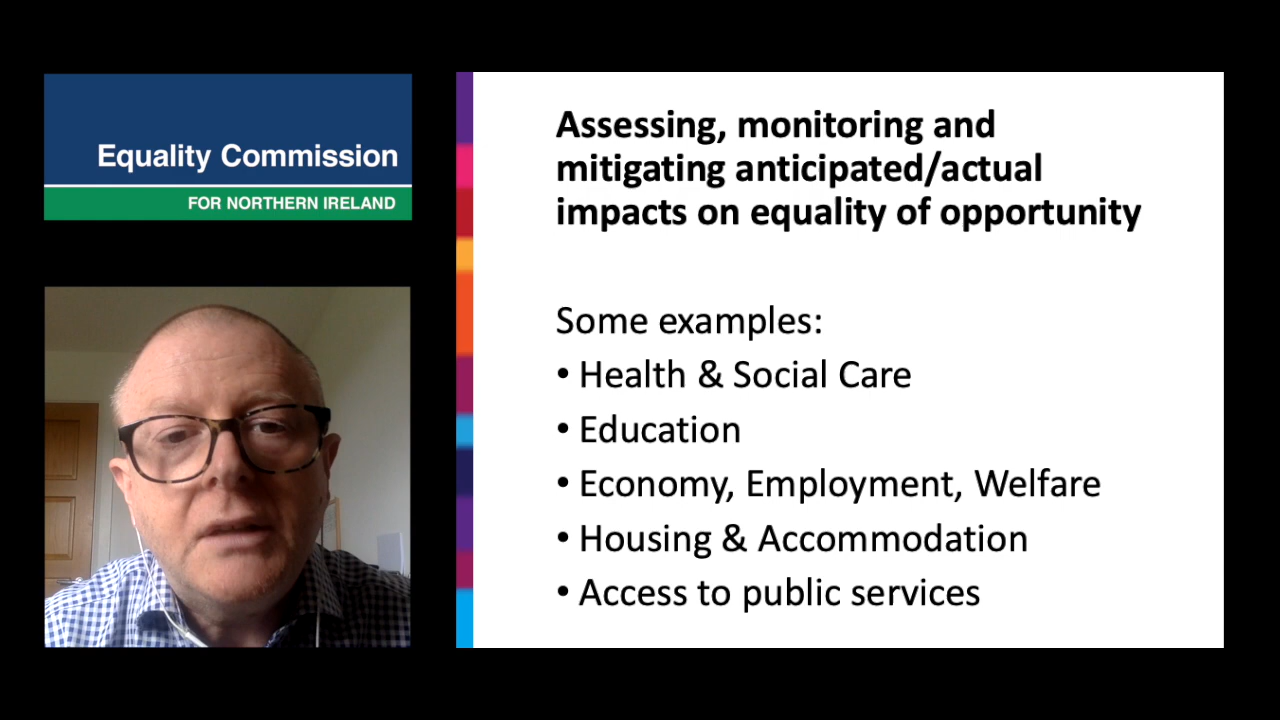 Equality Commission
FOR NORTHERN IRELAND
Assessing, monitoring and
mitigating anticipated/actual
impacts on equality of opportunity
Some examples:
• Health & Social Care
• Education
• Economy, Employment, Welfare
• Housing & Accommodation
• Access to public services